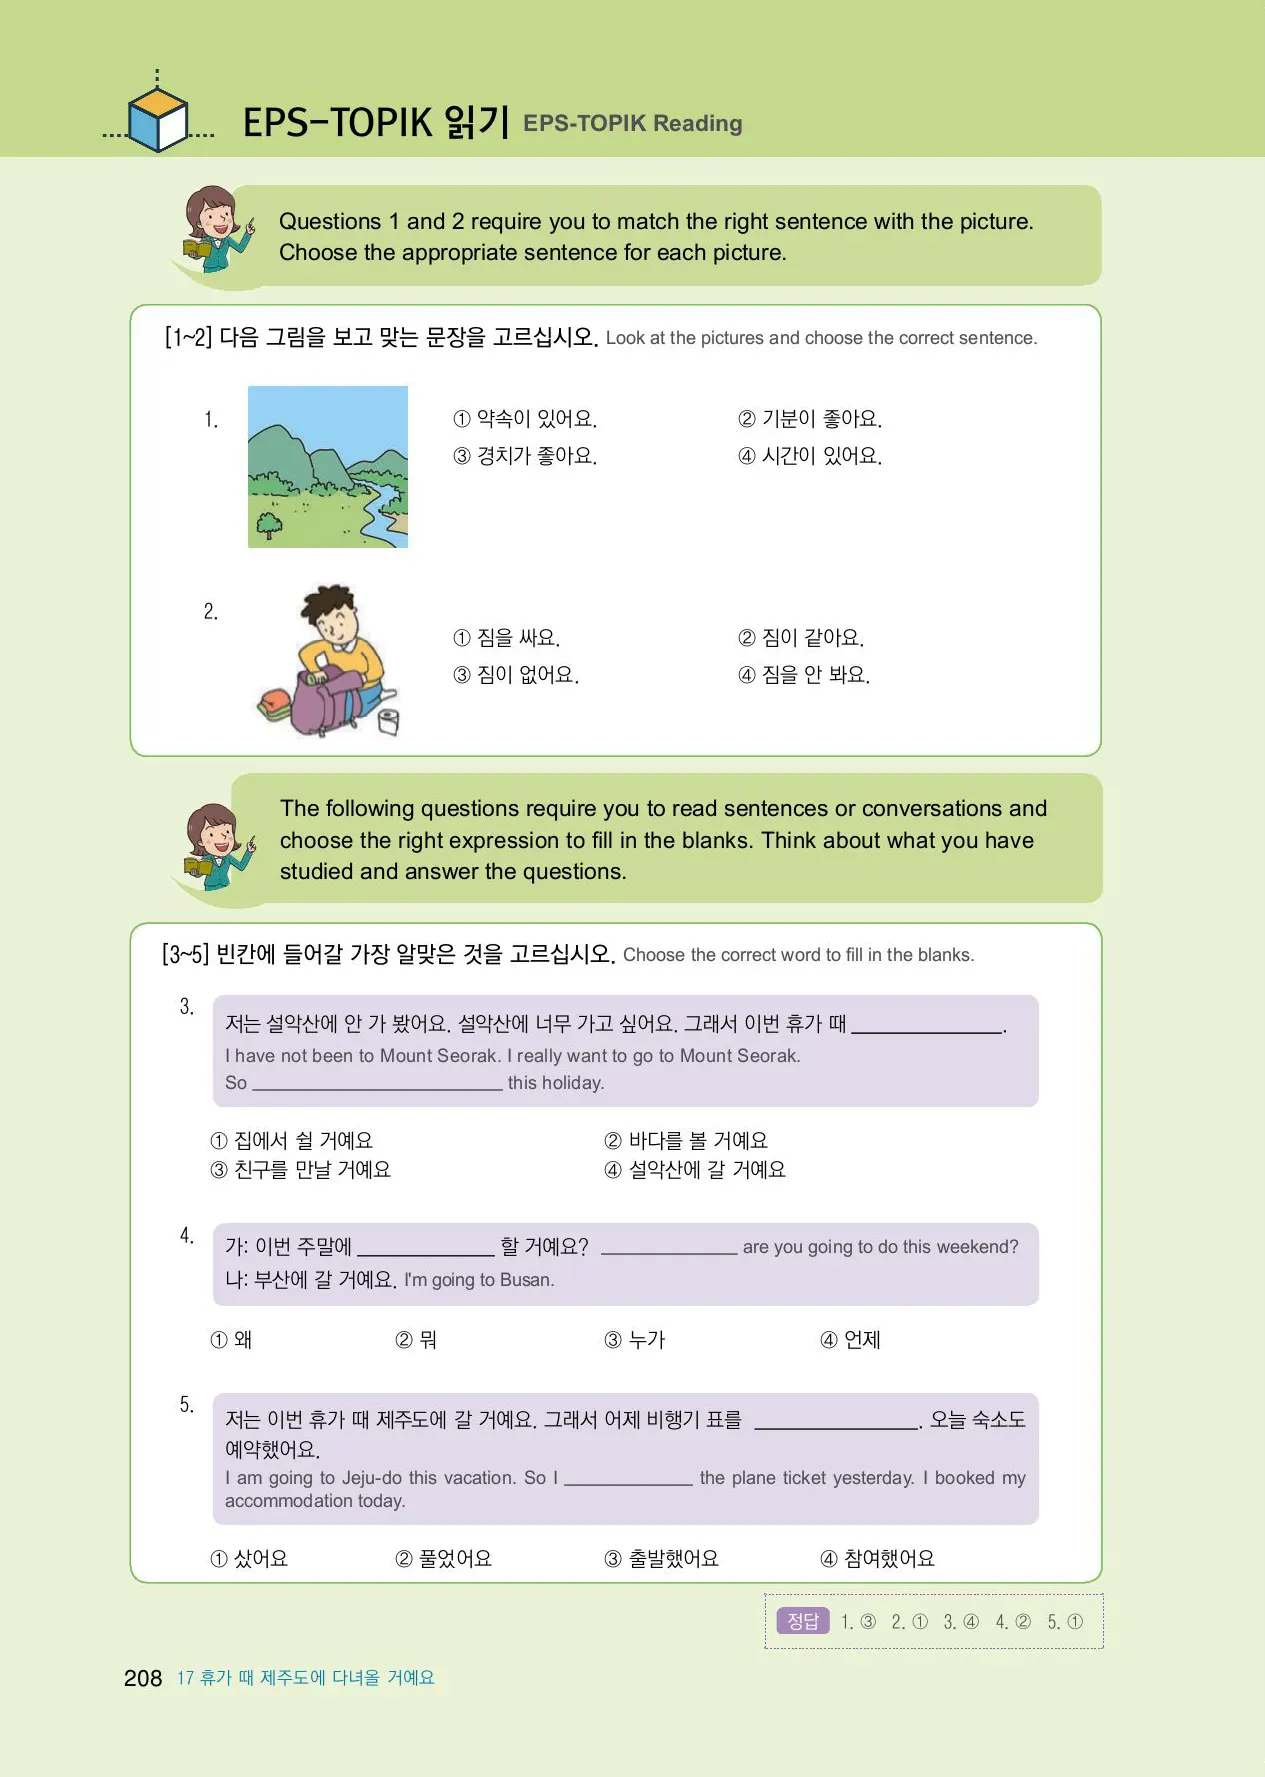 EPS-TOPIK 읽기 EPS-TOPIK Reading
Questions 1 and 2 require you to match the right sentence with the picture.
Choose the appropriate sentence for each picture.
[1~2] 다음 그림을 보고 맞는 문장을 고르십시오. Look at the pictures and choose the correct sentence.
1.
① 약속이 있어요. ② 기분이 좋아요.
③ 경치가 좋아요. ④ 시간이 있어요.
2.
① 짐을 싸요. ② 짐이 같아요.
③ 짐이 없어요. ④ 짐을 안 봐요.
The following questions require you to read sentences or conversations and
choose the right expression to fill in the blanks. Think about what you have
studied and answer the questions.
[3~5] 빈칸에 들어갈 가장 알맞은 것을 고르십시오. Choose the correct word to fill in the blanks.
3. 저는 설악산에 안 가 봤어요. 설악산에 너무 가고 싶어요. 그래서 이번 휴가 때 ______________.
I have not been to Mount Seorak. I really want to go to Mount Seorak.
So ______________ this holiday.
① 집에서 쉴 거예요 ② 바다를 볼 거예요
③ 친구를 만날 거예요 ④ 설악산에 갈 거예요
4. 가: 이번 주말에 ______________ 할 거예요? ______________ are you going to do this weekend?
나: 부산에 갈 거예요. I'm going to Busan.
① 왜 ② 뭐 ③ 누가 ④ 언제
5. 저는 이번 휴가 때 제주도에 갈 거예요. 그래서 어제 비행기 표를 ______________. 오늘 숙소도
예약했어요.
I am going to Jeju-do this vacation. So I ______________ the plane ticket yesterday. I booked my
accommodation today.
① 샀어요 ② 풀었어요 ③ 출발했어요 ④ 참여했어요
정답 1. ③ 2. ① 3. ④ 4. ② 5. ①
208 17 휴가 때 제주도에 다녀올 거예요